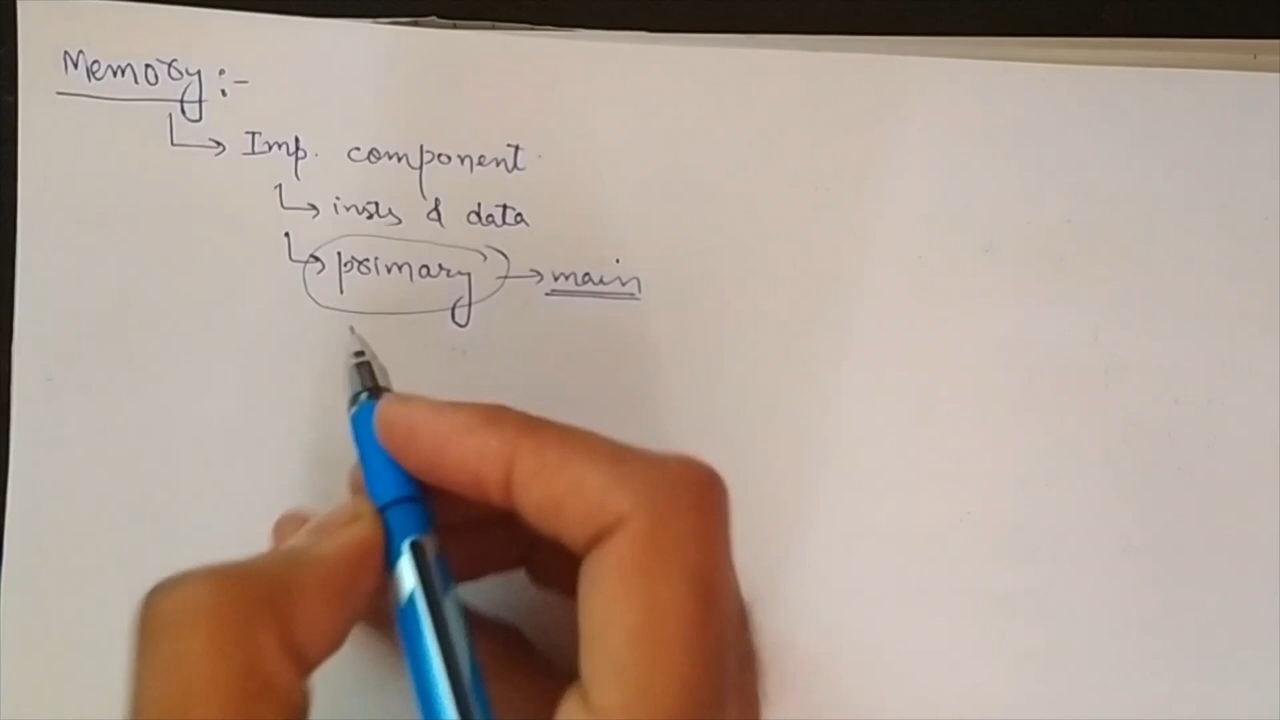 Memory :-
Imp. component
insts & data
primary → main